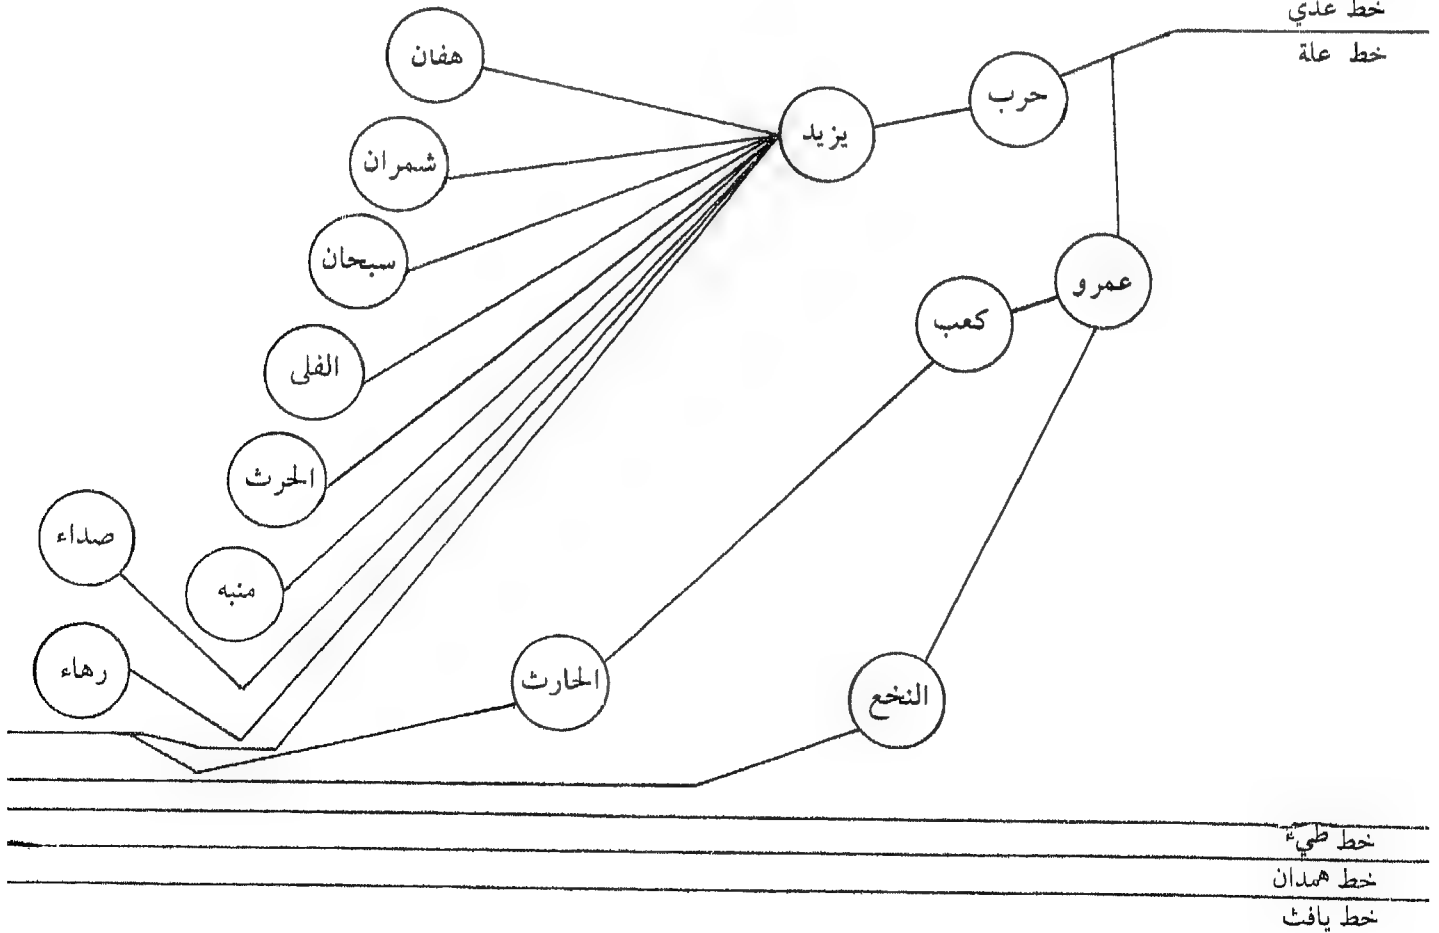 خط عدي
خط علة
حرب
يزيد
هفان
شمران
سبحان
الفلى
الحرث
منبه
صداء
رهاء
عمرو
كعب
الحارث
النخع
خط طيء
خط همدان
خط يافث